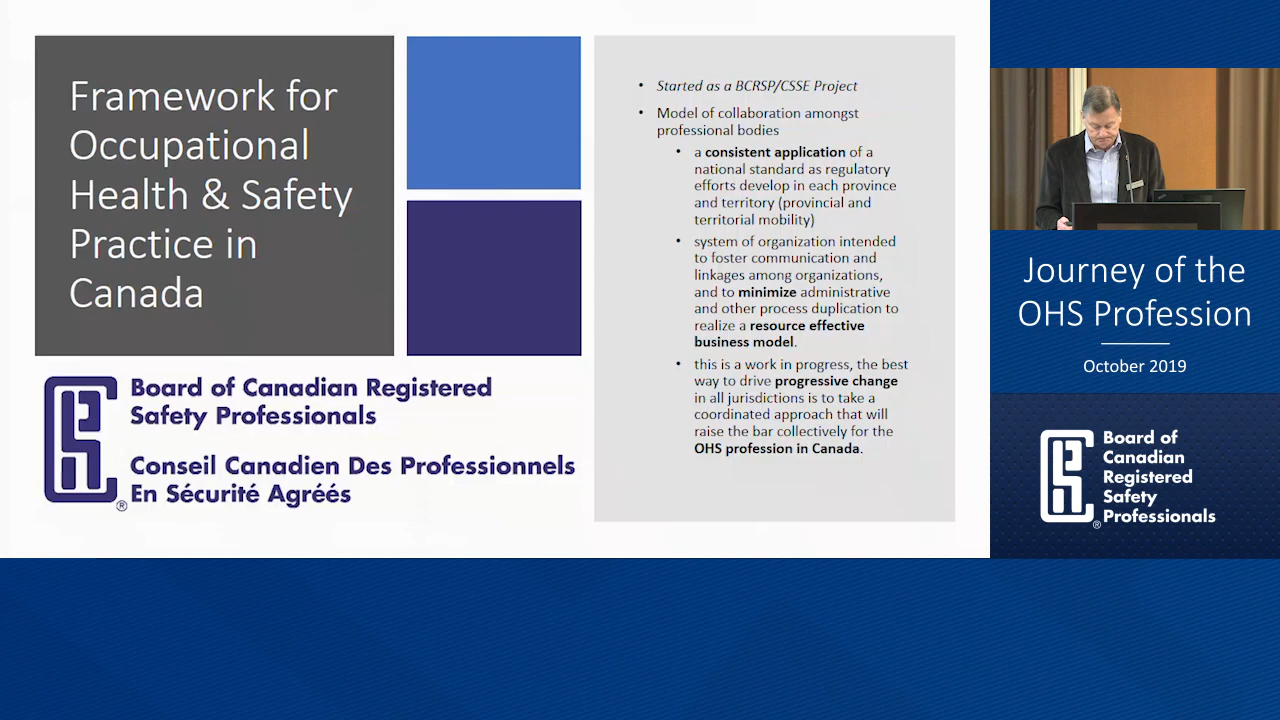 Framework for
Occupational
Health & Safety
Practice in
Canada
Board of Canadian Registered
Safety Professionals
Conseil Canadien Des Professionnels
En Sécurité Agréés
®
• Started as a BCRSP/CSSE Project
• Model of collaboration amongst
professional bodies
• a consistent application of a
national standard as regulatory
efforts develop in each province
and territory (provincial and
territorial mobility)
• system of organization intended
to foster communication and
linkages among organizations,
and to minimize administrative
and other process duplication to
realize a resource effective
business model.
• this is a work in progress, the best
way to drive progressive change
in all jurisdictions is to take a
coordinated approach that will
raise the bar collectively for the
OHS profession in Canada.
Journey of the
OHS Profession
October 2019
Board of
Canadian
Registered
Safety
Professionals
®